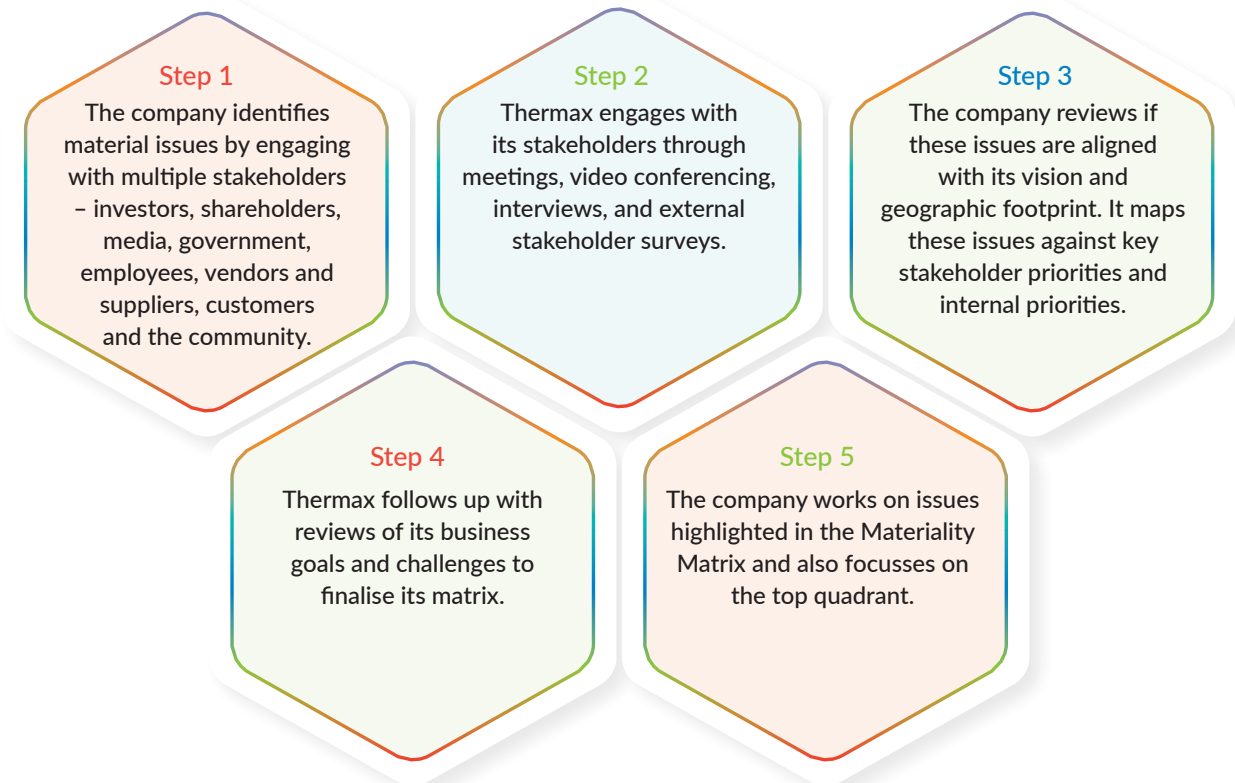 Step 1
The company identifies
material issues by engaging
with multiple stakeholders
– investors, shareholders,
media, government,
employees, vendors and
suppliers, customers
and the community.
Step 2
Thermax engages with
its stakeholders through
meetings, video conferencing,
interviews, and external
stakeholder surveys.
Step 3
The company reviews if
these issues are aligned
with its vision and
geographic footprint. It maps
these issues against key
stakeholder priorities and
internal priorities.
Step 4
Thermax follows up with
reviews of its business
goals and challenges to
finalise its matrix.
Step 5
The company works on issues
highlighted in the Materiality
Matrix and also focusses on
the top quadrant.